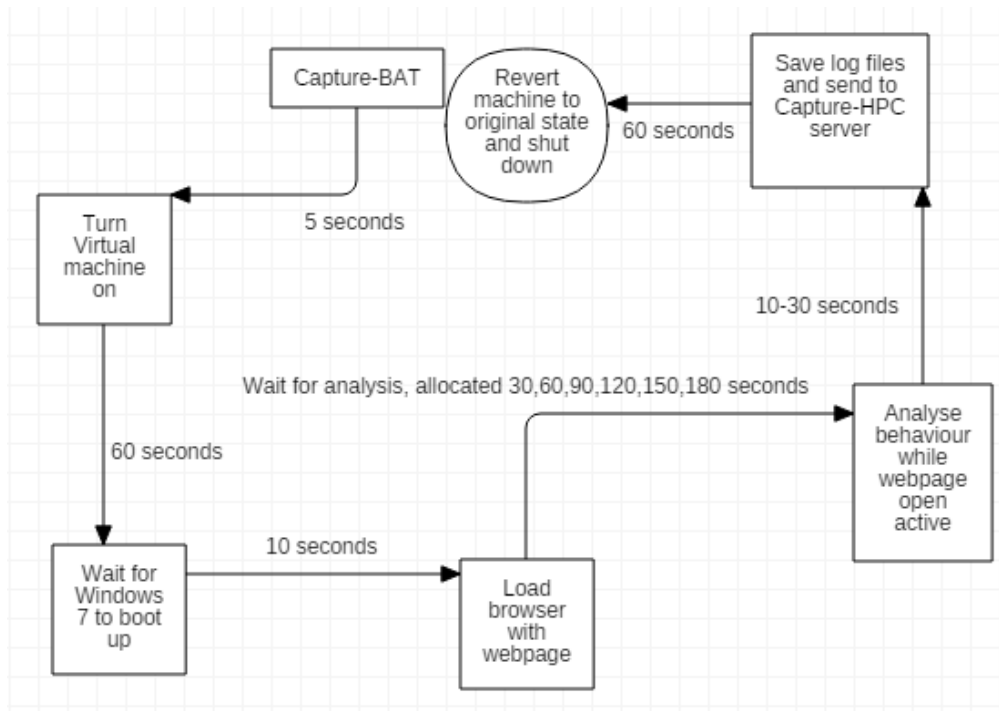 Capture-BAT
Revert
machine to
original state
and shut
down
Save log files
and send to
Capture-HPC
server
60 seconds
5 seconds
Turn
Virtual
machine
on
10-30 seconds
Wait for analysis, allocated 30,60,90,120,150,180 seconds
Analyse
behaviour
while
webpage
open
active
60 seconds
10 seconds
Wait for
Windows
7 to boot
up
Load
browser
with
webpage